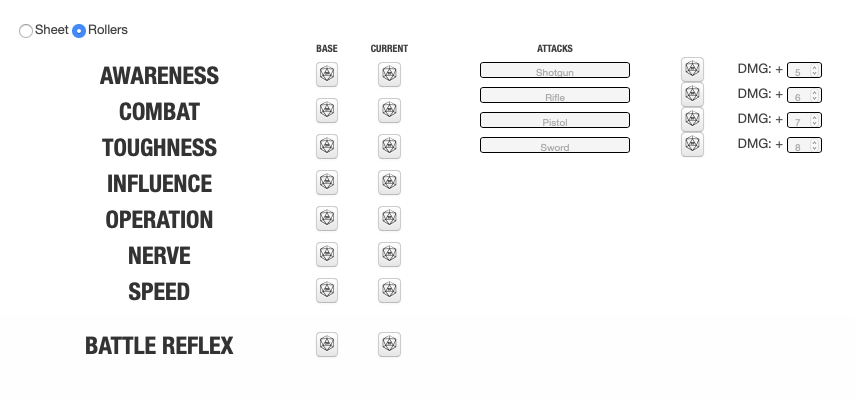 Sheet Rollers
BASE CURRENT ATTACKS
AWARENESS Shotgun DMG: + 5
COMBAT Rifle DMG: + 6
TOUGHNESS Pistol DMG: + 7
INFLUENCE Sword DMG: + 8
OPERATION
NERVE
SPEED
BATTLE REFLEX